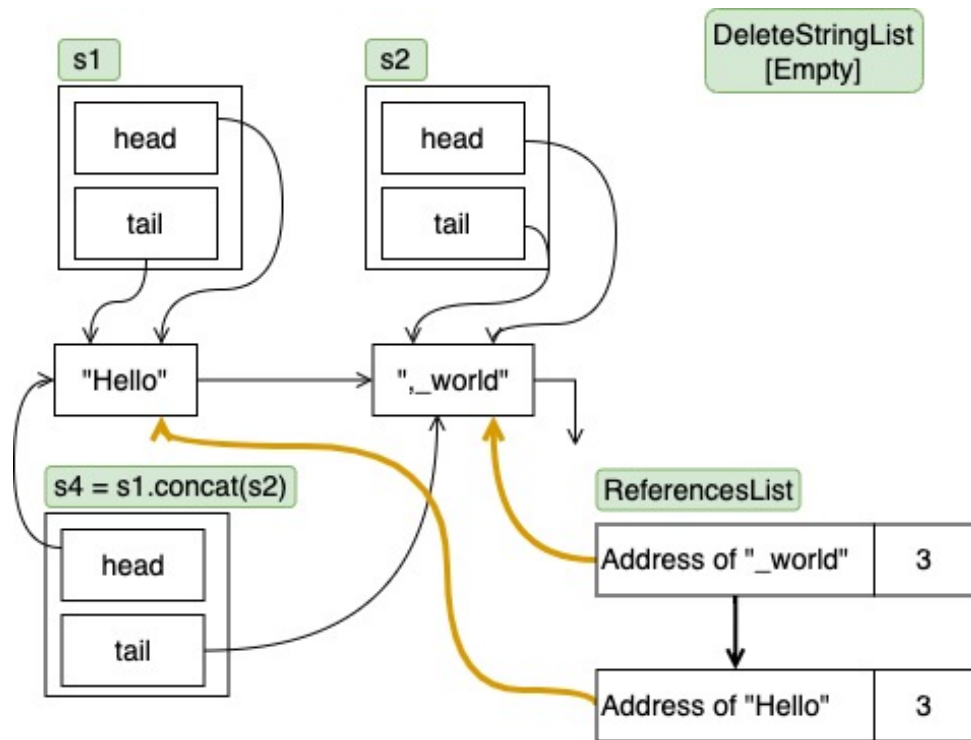 DeleteStringList
[Empty]
s1
s2
head
head
tail
tail
"Hello"
",_world"
s4 = s1.concat(s2)
ReferencesList
head
Address of "_world"
3
tail
Address of "Hello"
3